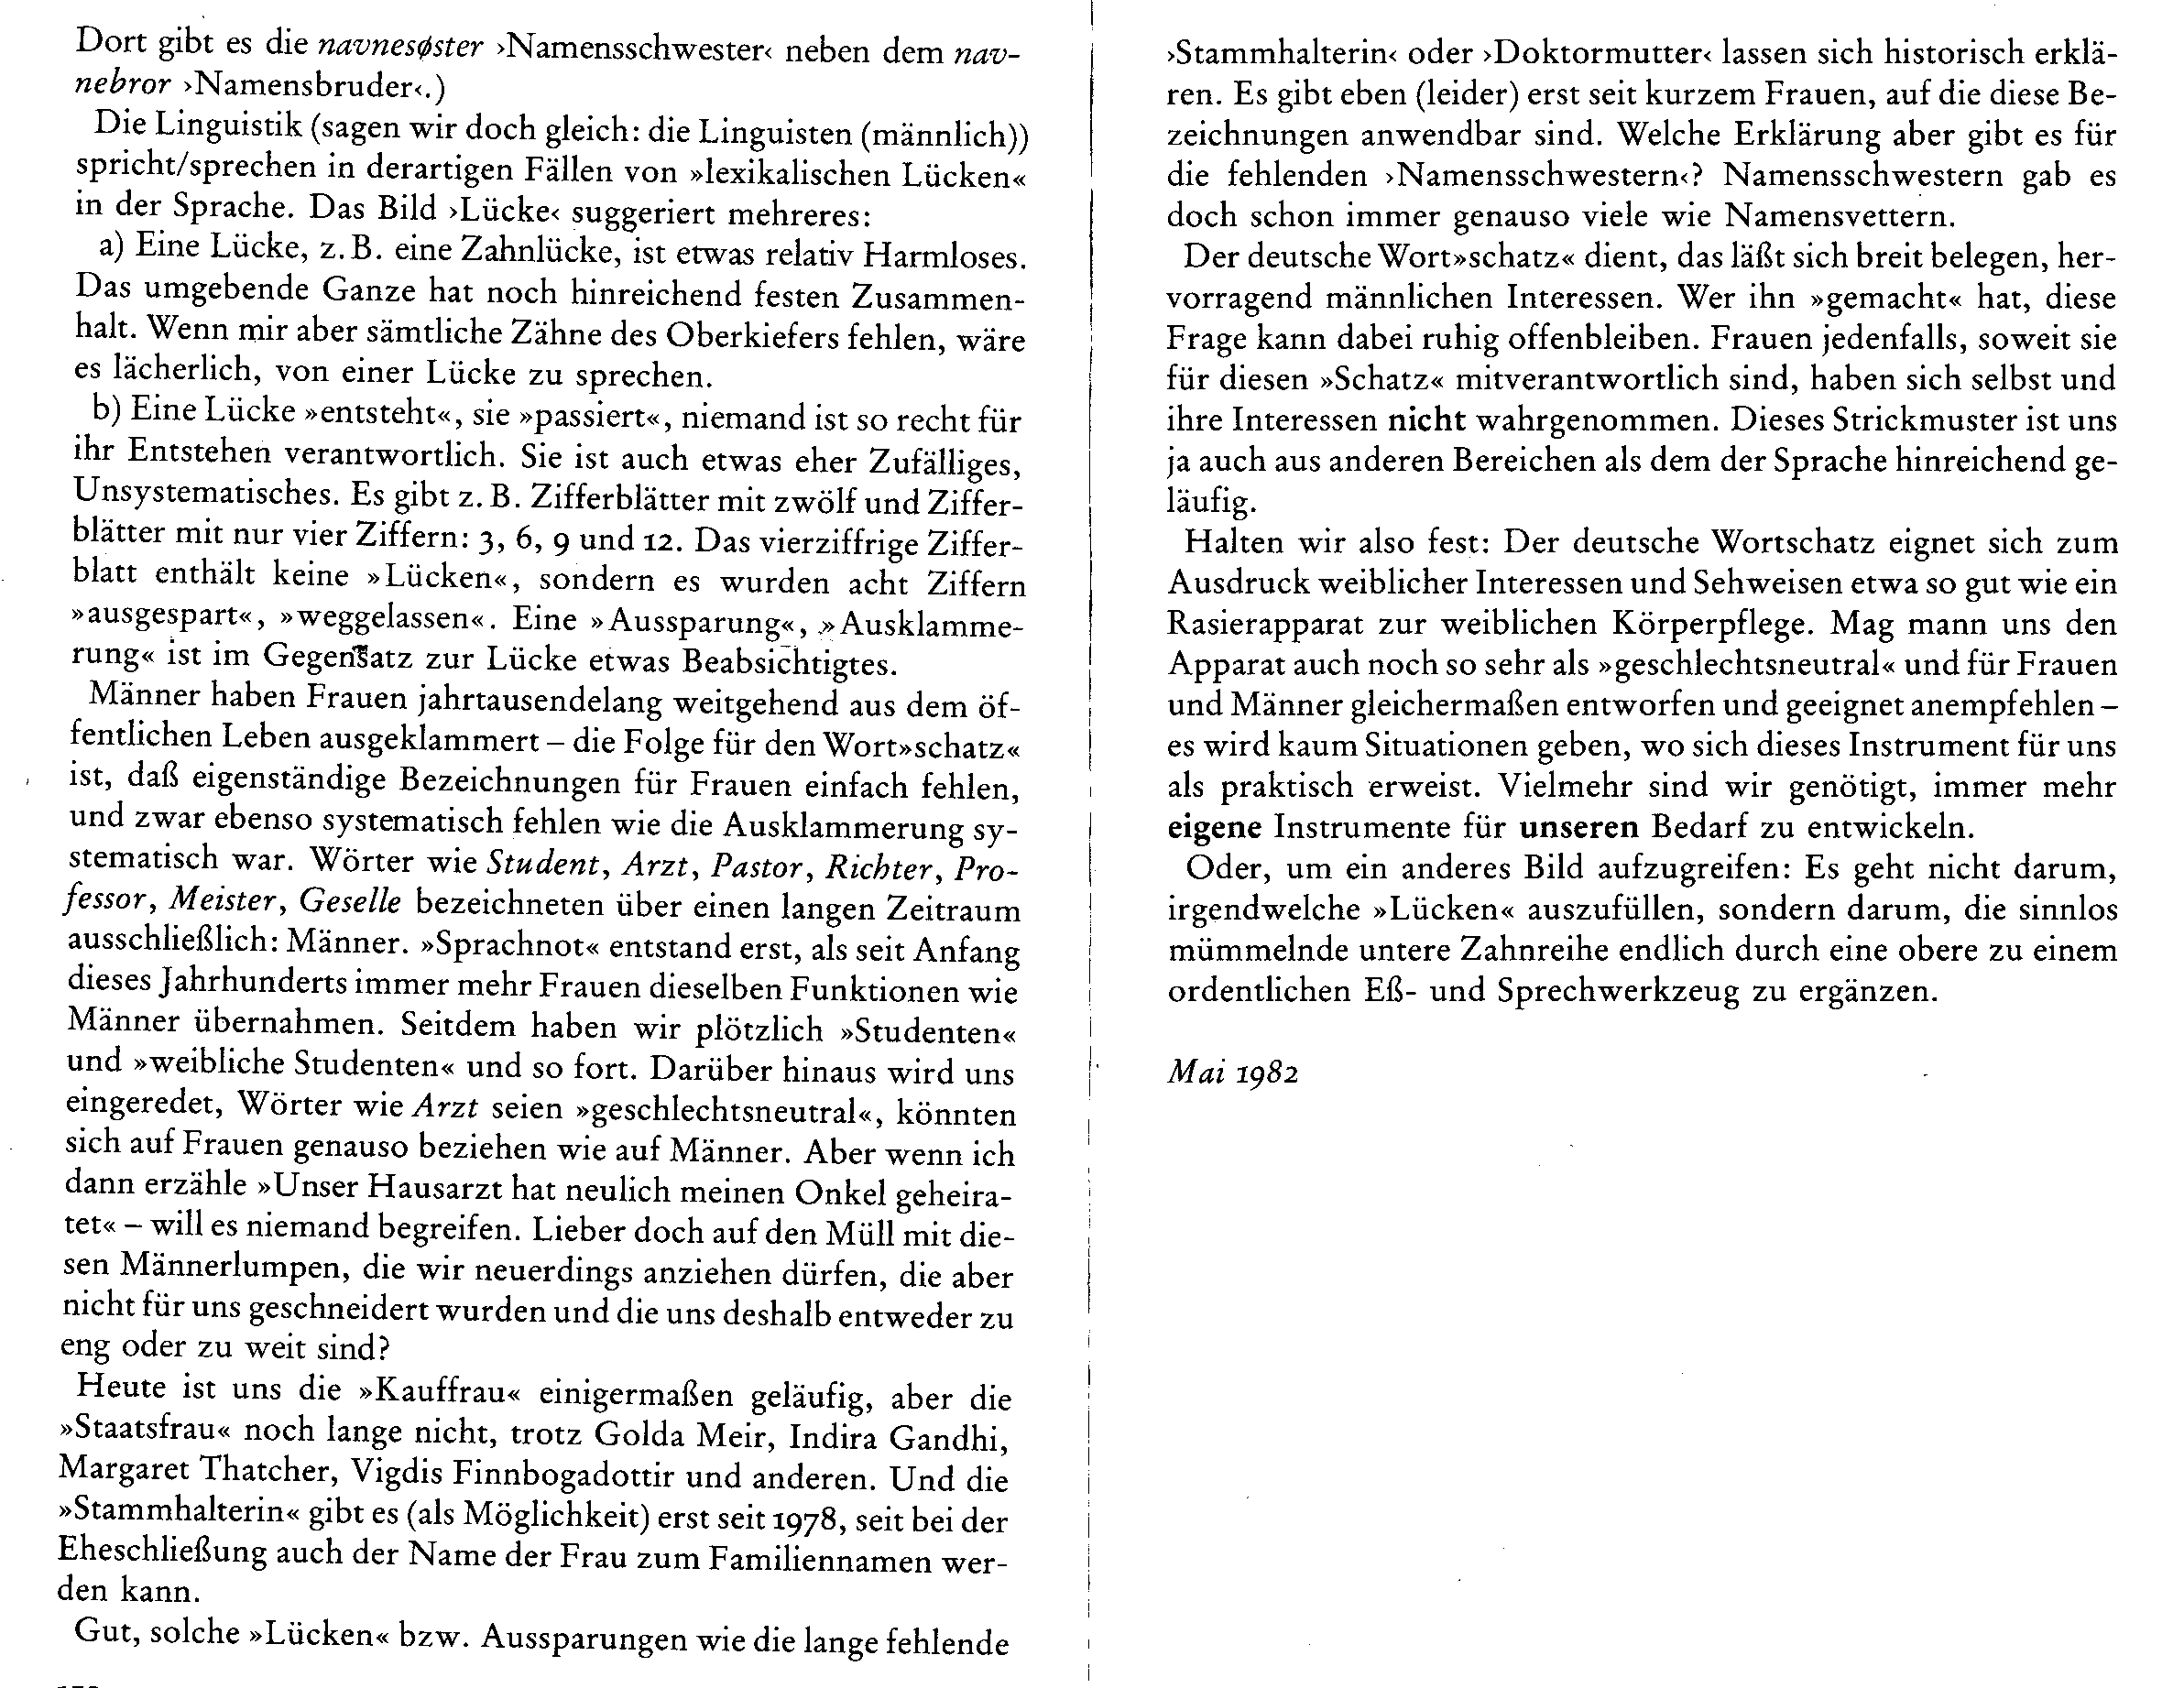 Dort gibt es die navnesøster ›Namensschwester‹ neben dem nav-
nebror ›Namensbruder‹.)
Die Linguistik (sagen wir doch gleich: die Linguisten (männlich))
spricht/sprechen in derartigen Fällen von »lexikalischen Lücken«
in der Sprache. Das Bild ›Lücke‹ suggeriert mehreres:
a) Eine Lücke, z. B. eine Zahnlücke, ist etwas relativ Harmloses.
Das umgebende Ganze hat noch hinreichend festen Zusammen-
halt. Wenn mir aber sämtliche Zähne des Oberkiefers fehlen, wäre
es lächerlich, von einer Lücke zu sprechen.
b) Eine Lücke »entsteht«, sie »passiert«, niemand ist so recht für
ihr Entstehen verantwortlich. Sie ist auch etwas eher Zufälliges,
Unsystematisches. Es gibt z. B. Zifferblätter mit zwölf und Ziffer-
blätter mit nur vier Ziffern: 3, 6, 9 und 12. Das vierziffrige Ziffer-
blatt enthält keine »Lücken«, sondern es wurden acht Ziffern
»ausgespart«, »weggelassen«. Eine »Aussparung«, »Ausklamme-
rung« ist im Gegensatz zur Lücke etwas Beabsichtigtes.
Männer haben Frauen jahrtausendelang weitgehend aus dem öf-
fentlichen Leben ausgeklammert – die Folge für den Wort»schatz«
ist, daß eigenständige Bezeichnungen für Frauen einfach fehlen,
und zwar ebenso systematisch fehlen wie die Ausklammerung sy-
stematisch war. Wörter wie Student, Arzt, Pastor, Richter, Pro-
fessor, Meister, Geselle bezeichneten über einen langen Zeitraum
ausschließlich: Männer. »Sprachnot« entstand erst, als seit Anfang
dieses Jahrhunderts immer mehr Frauen dieselben Funktionen wie
Männer übernahmen. Seitdem haben wir plötzlich »Studenten«
und »weibliche Studenten« und so fort. Darüber hinaus wird uns
eingeredet, Wörter wie Arzt seien »geschlechtsneutral«, könnten
sich auf Frauen genauso beziehen wie auf Männer. Aber wenn ich
dann erzähle »Unser Hausarzt hat neulich meinen Onkel geheira-
tet« – will es niemand begreifen. Lieber doch auf den Müll mit die-
sen Männerlumpen, die wir neuerdings anziehen dürfen, die aber
nicht für uns geschneidert wurden und die uns deshalb entweder zu
eng oder zu weit sind?
Heute ist uns die »Kauffrau« einigermaßen geläufig, aber die
»Staatsfrau« noch lange nicht, trotz Golda Meir, Indira Gandhi,
Margaret Thatcher, Vigdis Finnbogadottir und anderen. Und die
»Stammhalterin« gibt es (als Möglichkeit) erst seit 1978, seit bei der
Eheschließung auch der Name der Frau zum Familiennamen wer-
den kann.
Gut, solche »Lücken« bzw. Aussparungen wie die lange fehlende
›Stammhalterin‹ oder ›Doktormutter‹ lassen sich historisch erklä-
ren. Es gibt eben (leider) erst seit kurzem Frauen, auf die diese Be-
zeichnungen anwendbar sind. Welche Erklärung aber gibt es für
die fehlenden ›Namensschwestern‹? Namensschwestern gab es
doch schon immer genauso viele wie Namensvettern.
Der deutsche Wort»schatz« dient, das läßt sich breit belegen, her-
vorragend männlichen Interessen. Wer ihn »gemacht« hat, diese
Frage kann dabei ruhig offenbleiben. Frauen jedenfalls, soweit sie
für diesen »Schatz« mitverantwortlich sind, haben sich selbst und
ihre Interessen nicht wahrgenommen. Dieses Strickmuster ist uns
ja auch aus anderen Bereichen als dem der Sprache hinreichend ge-
läufig.
Halten wir also fest: Der deutsche Wortschatz eignet sich zum
Ausdruck weiblicher Interessen und Sehweisen etwa so gut wie ein
Rasierapparat zur weiblichen Körperpflege. Mag mann uns den
Apparat auch noch so sehr als »geschlechtsneutral« und für Frauen
und Männer gleichermaßen entworfen und geeignet anempfehlen –
es wird kaum Situationen geben, wo sich dieses Instrument für uns
als praktisch erweist. Vielmehr sind wir genötigt, immer mehr
eigene Instrumente für unseren Bedarf zu entwickeln.
Oder, um ein anderes Bild aufzugreifen: Es geht nicht darum,
irgendwelche »Lücken« auszufüllen, sondern darum, die sinnlos
mümmelnde untere Zahnreihe endlich durch eine obere zu einem
ordentlichen Eß- und Sprechwerkzeug zu ergänzen.
Mai 1982